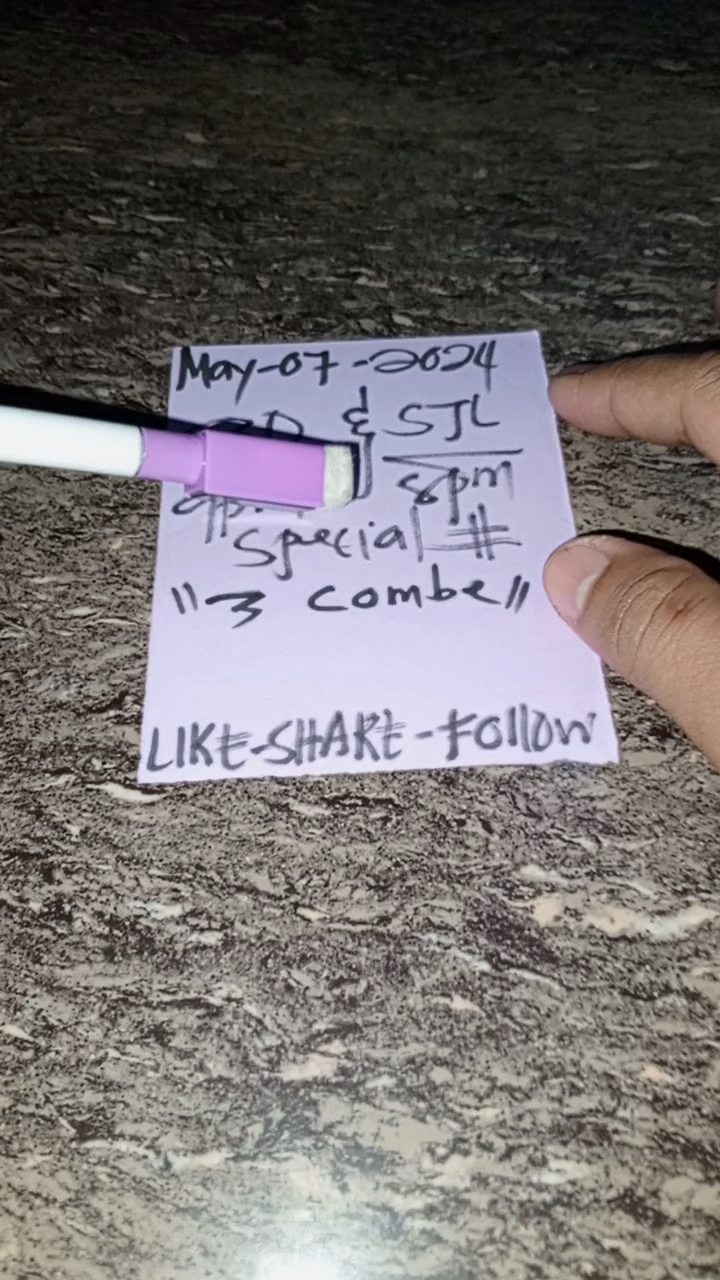 May-07-2024
& STL
8pm
Special #
"3 combe"
LIKE-SHARE-Follow